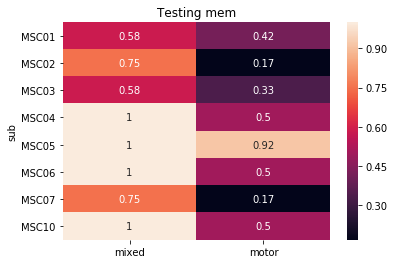 Testing mem
MSC01 0.58 0.42
MSC02 0.75 0.17
MSC03 0.58 0.33
MSC04 1 0.5
MSC05 1 0.92
MSC06 1 0.5
MSC07 0.75 0.17
MSC10 1 0.5
mixed motor
sub
0.90
0.75
0.60
0.45
0.30